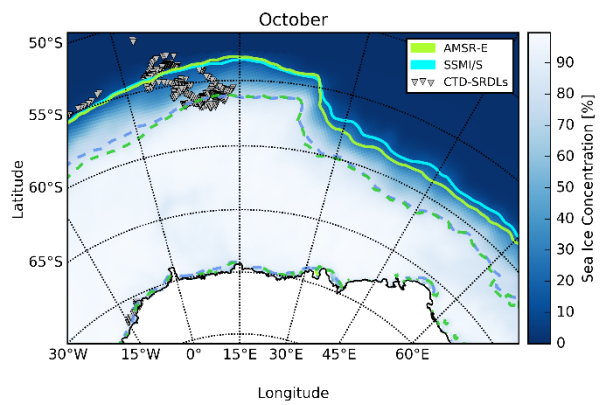 October
50°S
55°S
60°S
65°S
Latitude
AMSR-E
SSMI/S
CTD-SRDLs
90
80
70
60
50
40
30
20
10
0
Sea Ice Concentration [%]
30°W 15°W 0° 15°E 30°E 45°E 60°E
Longitude